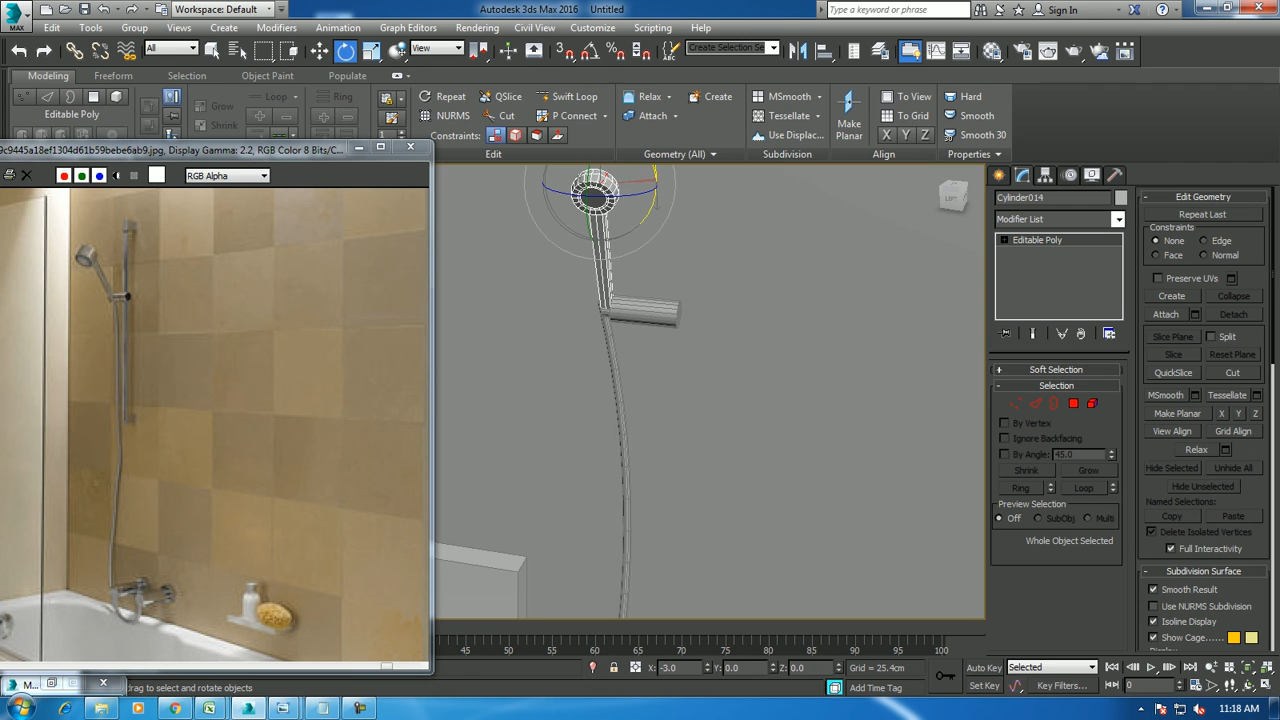 MAX
Workspace: Default
Autodesk 3ds Max 2016 Untitled
Type a keyword or phrase
Sign In
Edit Tools Group Views Create Modifiers Animation Graph Editors Rendering Civil View Customize Scripting Help
All View Create Selection Se
Modeling Freeform Selection Object Paint Populate
Grow Loop Ring Repeat QSlice Swift Loop Relax Create MSmooth To View Hard
Editable Poly Shrink NURMS Cut P Connect Attach Tessellate Make Planar To Grid Smooth
Constraints: Use Displac... X Y Z Smooth 30
Edit Geometry (All) Subdivision Align Properties
9c9445a18ef1304d61b59bebe6ab9.jpg, Display Gamma: 2.2, RGB Color 8 Bits/C...
RGB Alpha
LEFT
Cylinder014
Modifier List
Editable Poly
Soft Selection
Selection
By Vertex
Ignore Backfacing
By Angle: 45.0
Shrink Grow
Ring Loop
Preview Selection
Off SubObj Multi
Whole Object Selected
Edit Geometry
Repeat Last
Constraints
None Edge
Face Normal
Preserve UVs
Create Collapse
Attach Detach
Slice Plane Split
Slice Reset Plane
QuickSlice Cut
MSmooth Tessellate
Make Planar X Y Z
View Align Grid Align
Relax
Hide Selected Unhide All
Hide Unselected
Named Selections:
Copy Paste
Delete Isolated Vertices
Full Interactivity
Subdivision Surface
Smooth Result
Use NURMS Subdivision
Isoline Display
Show Cage......
45 50 55 60 65 70 75 80 85 90 95 100
X: -3.0 Y: 0.0 Z: 0.0 Grid = 25.4cm Auto Key Selected
M... drag to select and rotate objects Add Time Tag Set Key Key Filters... 0
11:18 AM